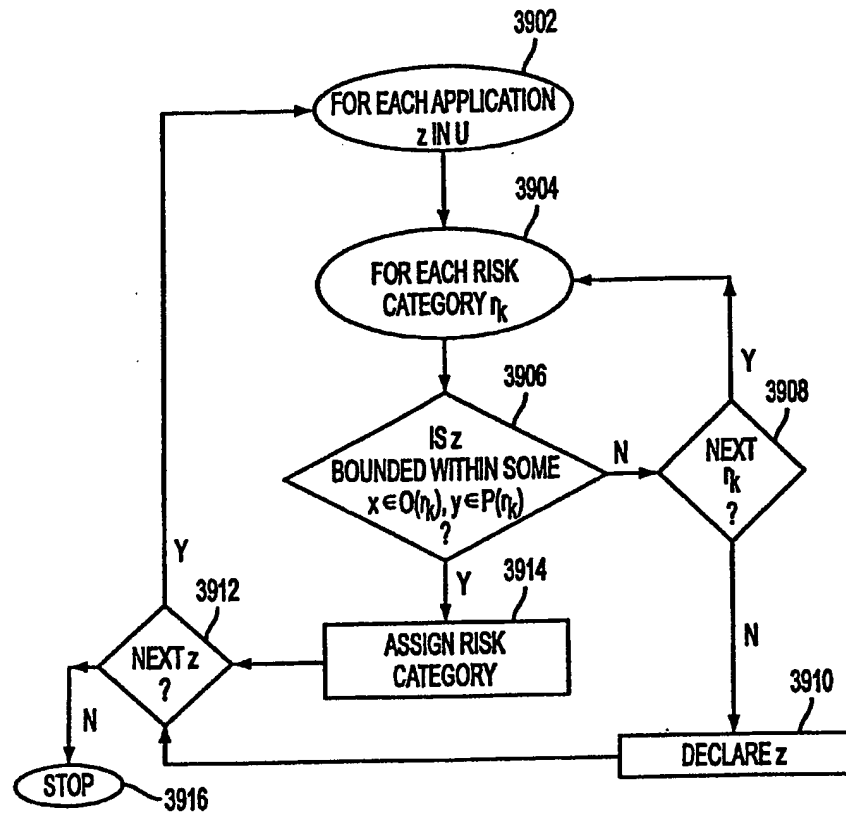 3902
FOR EACH APPLICATION
z IN U
3904
FOR EACH RISK
CATEGORY rk
3906
IS z
BOUNDED WITHIN SOME
x∈O(rk), y∈P(rk)
?
N
Y
3908
NEXT
rk
?
Y
N
3914
ASSIGN RISK
CATEGORY
3912
NEXT z
?
Y
N
3910
DECLARE z
STOP
3916